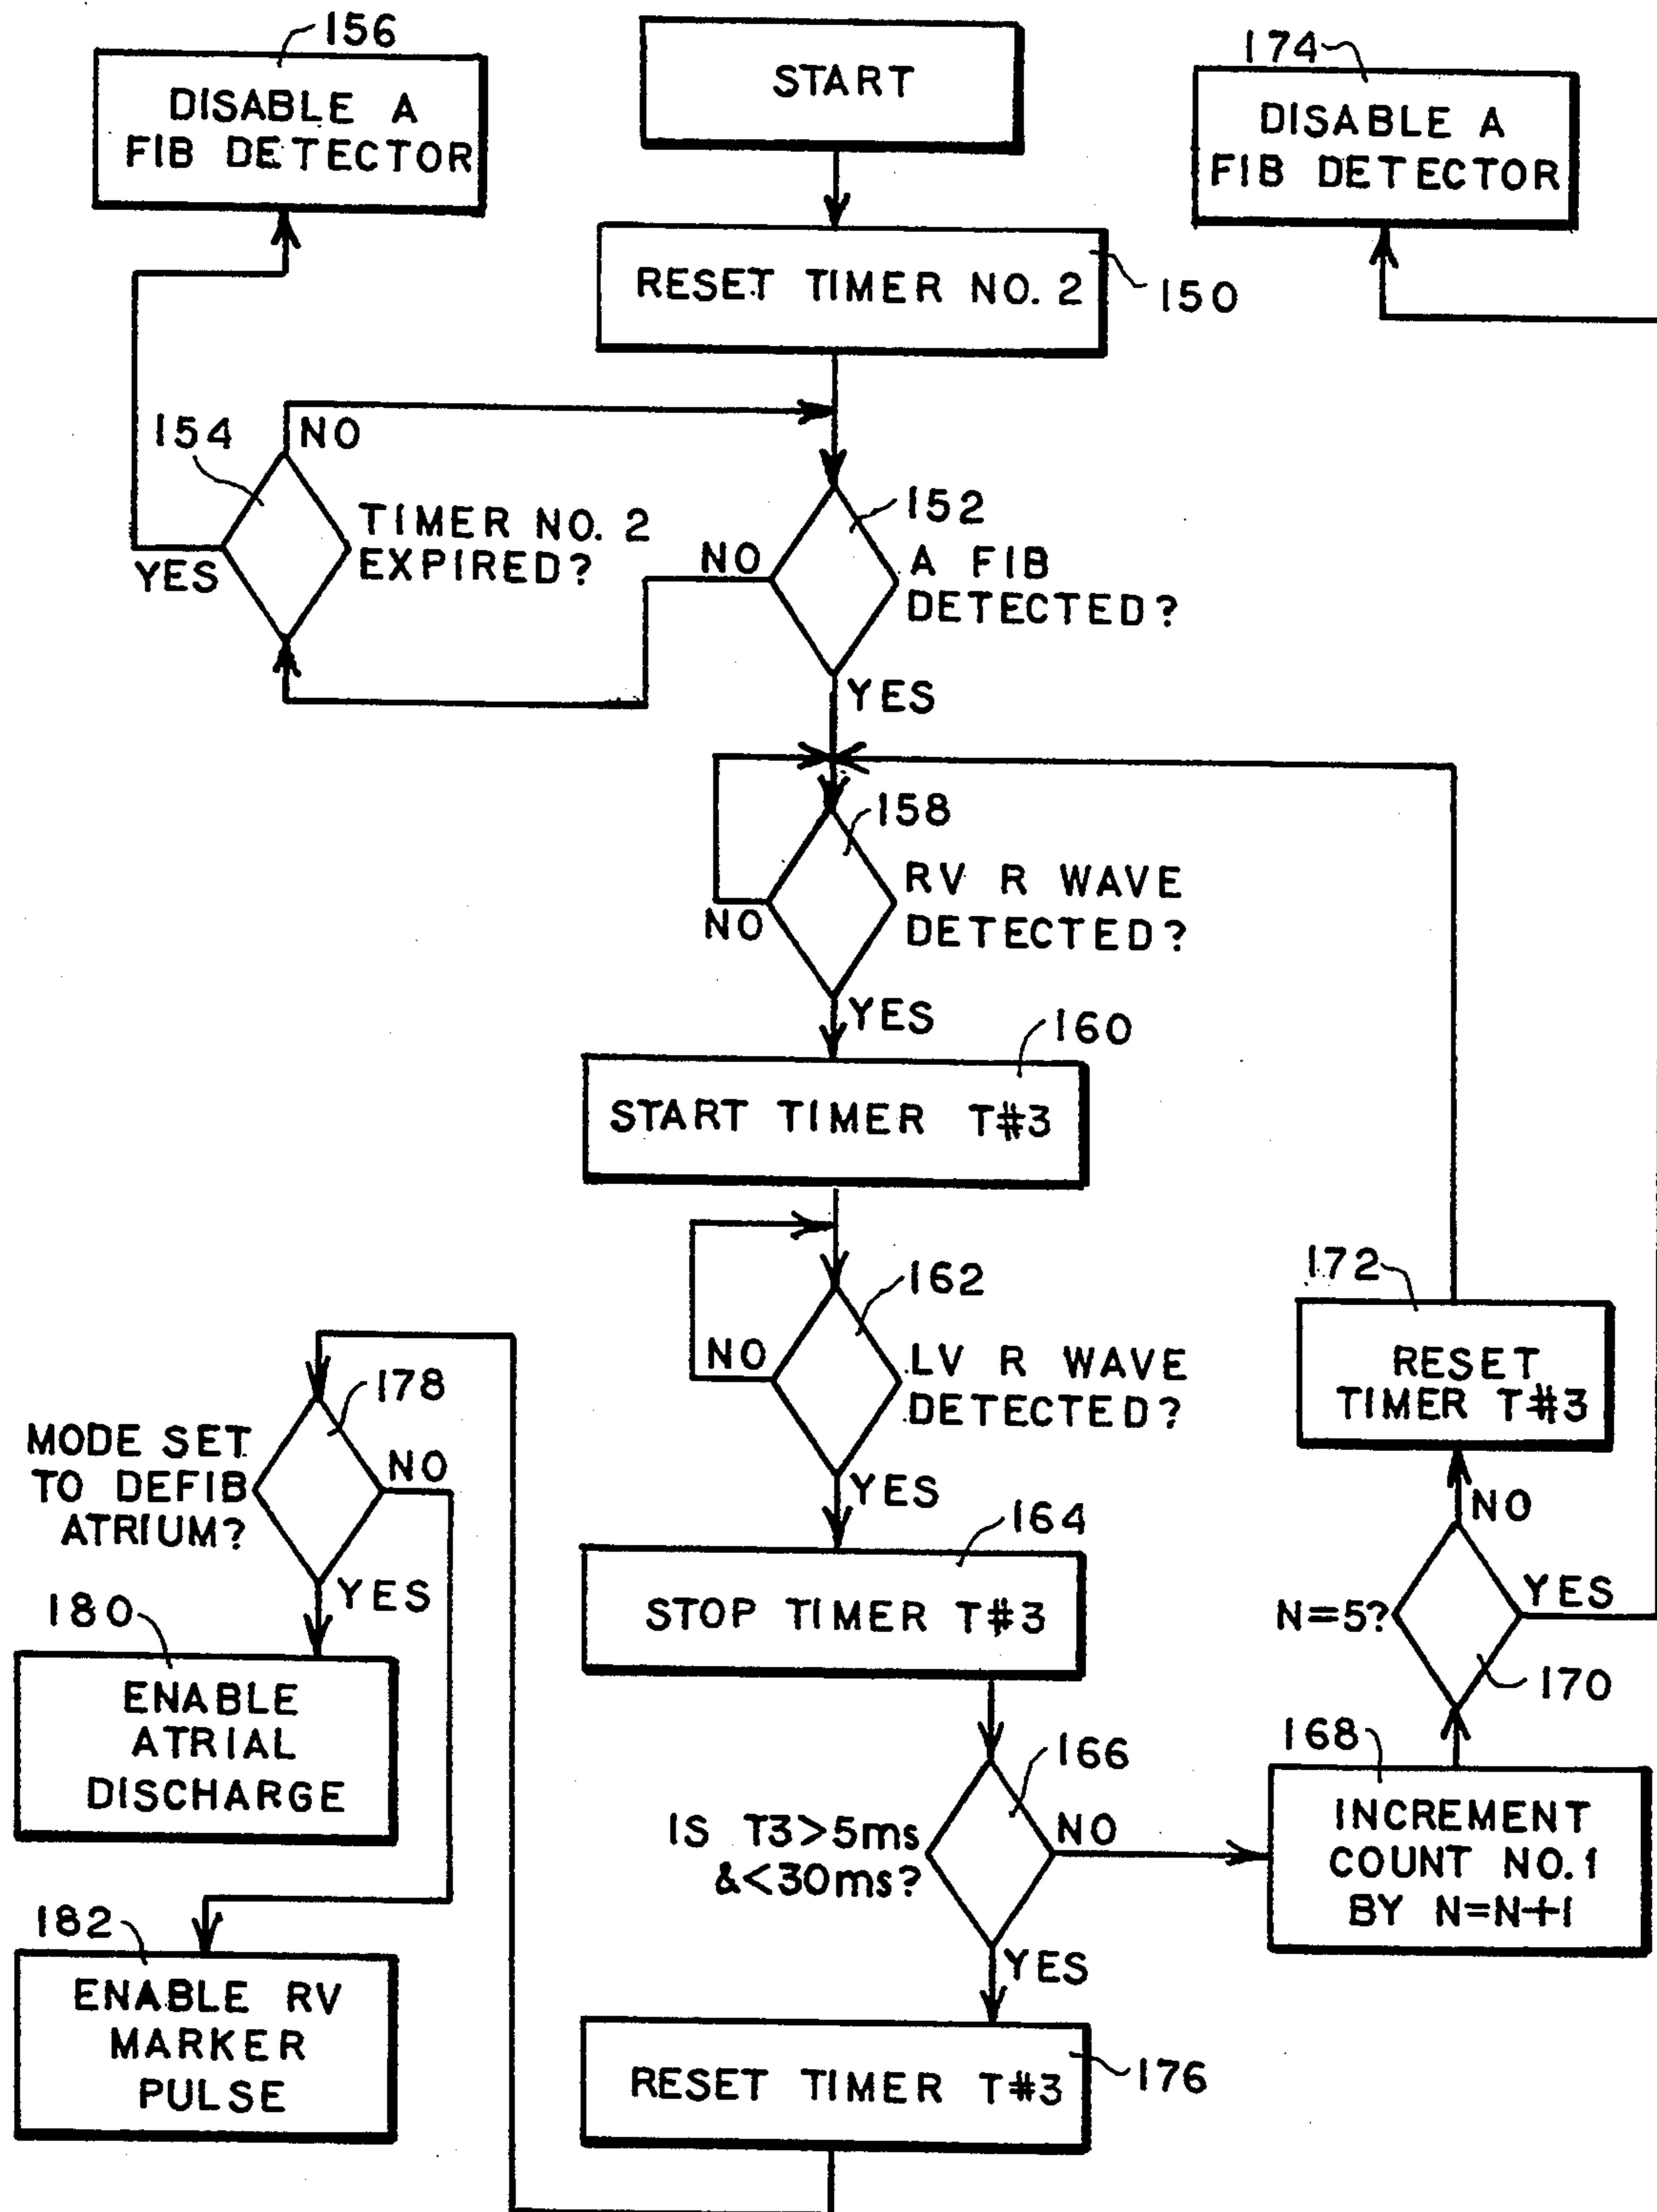 156
DISABLE A
FIB DETECTOR
START
174
DISABLE A
FIB DETECTOR
RESET TIMER NO. 2
150
154
NO
TIMER NO. 2
EXPIRED?
YES
152
NO
A FIB
DETECTED?
YES
158
RV R WAVE
DETECTED?
NO
YES
160
START TIMER T#3
162
NO
LV R WAVE
DETECTED?
YES
172
RESET
TIMER T#3
178
MODE SET
TO DEFIB
ATRIUM?
NO
YES
164
STOP TIMER T#3
NO
N=5?
YES
170
180
ENABLE
ATRIAL
DISCHARGE
166
IS T3>5ms
&<30ms?
NO
YES
168
INCREMENT
COUNT NO.1
BY N=N+1
182
ENABLE RV
MARKER
PULSE
RESET TIMER T#3
176